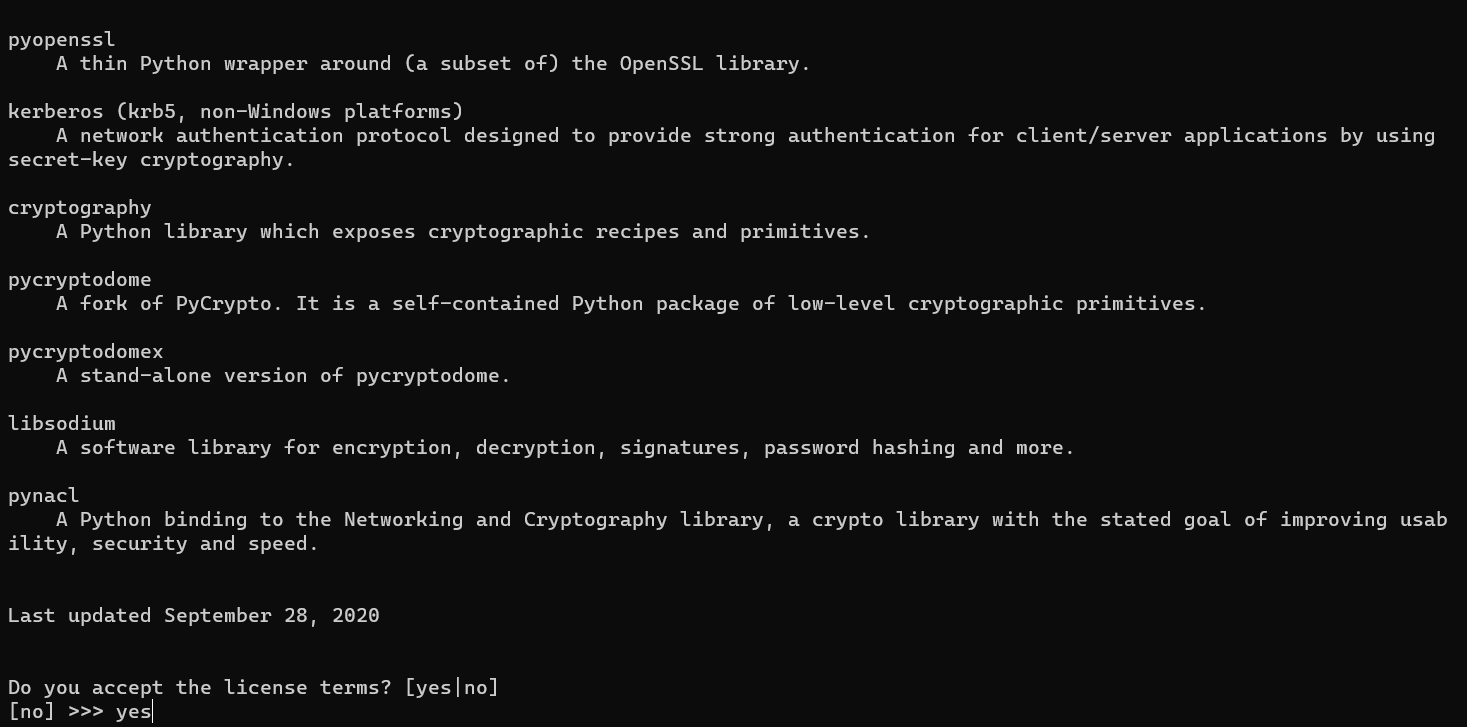 pyopenssl
A thin Python wrapper around (a subset of) the OpenSSL library.
kerberos (krb5, non-Windows platforms)
A network authentication protocol designed to provide strong authentication for client/server applications by using
secret-key cryptography.
cryptography
A Python library which exposes cryptographic recipes and primitives.
pycryptodome
A fork of PyCrypto. It is a self-contained Python package of low-level cryptographic primitives.
pycryptodomex
A stand-alone version of pycryptodome.
libsodium
A software library for encryption, decryption, signatures, password hashing and more.
pynacl
A Python binding to the Networking and Cryptography library, a crypto library with the stated goal of improving usab
ility, security and speed.
Last updated September 28, 2020
Do you accept the license terms? [yes|no]
[no] >>> yes